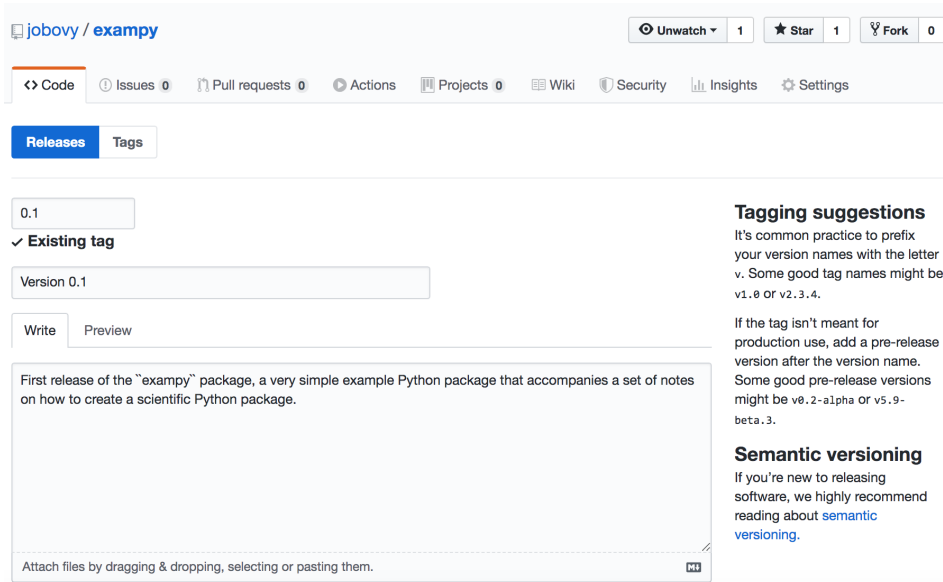 jobovy / exampy
Unwatch 1 Star 1 Fork 0
Code Issues 0 Pull requests 0 Actions Projects 0 Wiki Security Insights Settings
Releases Tags
0.1
Existing tag
Version 0.1
Write Preview
First release of the ``exampy`` package, a very simple example Python package that accompanies a set of notes
on how to create a scientific Python package.
Attach files by dragging & dropping, selecting or pasting them.
Tagging suggestions
It's common practice to prefix
your version names with the letter
v. Some good tag names might be
v1.0 or v2.3.4.
If the tag isn't meant for
production use, add a pre-release
version after the version name.
Some good pre-release versions
might be v0.2-alpha or v5.9-
beta.3.
Semantic versioning
If you're new to releasing
software, we highly recommend
reading about semantic
versioning.